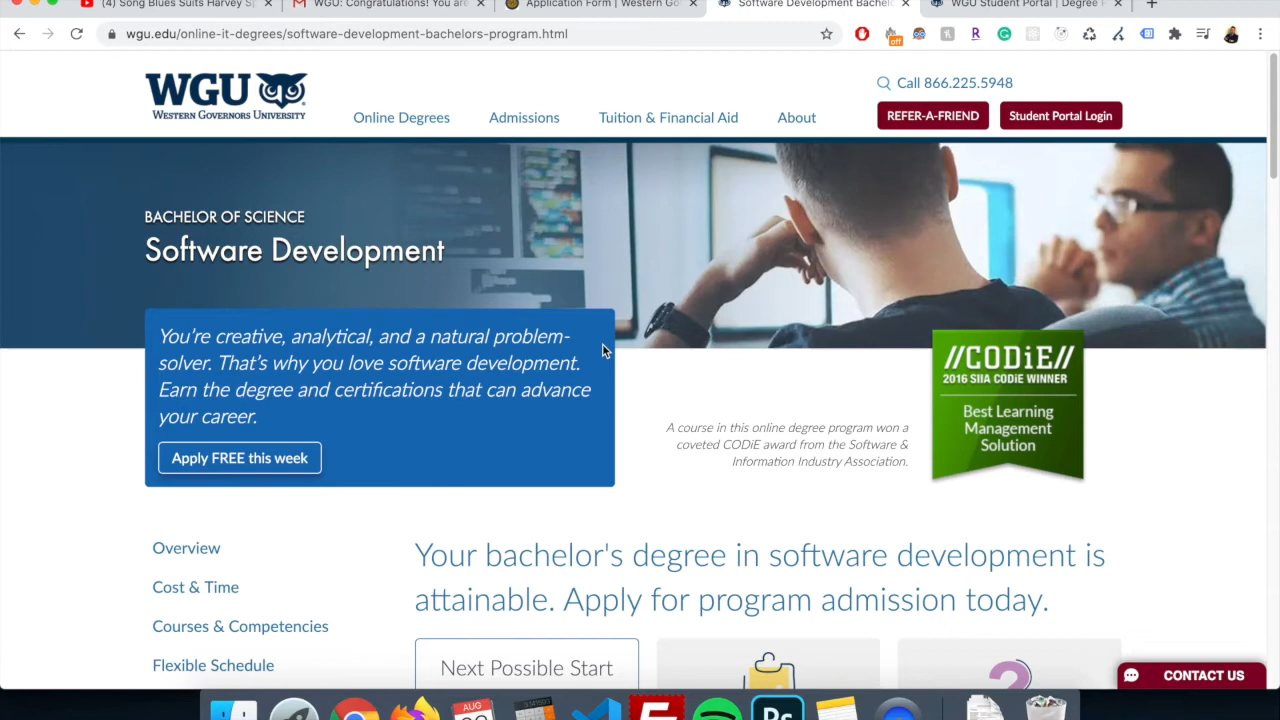 (4) Song Blues Suits Harvey Sp
WGU: Congratulations! You are
Application Form | Western Go
Software Development Bachelo
WGU Student Portal | Degree P
wgu.edu/online-it-degrees/software-development-bachelors-program.html
off
WGU
WESTERN GOVERNORS UNIVERSITY
Call 866.225.5948
Online Degrees
Admissions
Tuition & Financial Aid
About
REFER-A-FRIEND
Student Portal Login
BACHELOR OF SCIENCE
Software Development
You're creative, analytical, and a natural problem-
solver. That's why you love software development.
Earn the degree and certifications that can advance
your career.
Apply FREE this week
A course in this online degree program won a
coveted CODiE award from the Software &
Information Industry Association.
//CODiE//
2016 SIIA CODiE WINNER
Best Learning
Management
Solution
Overview
Cost & Time
Courses & Competencies
Flexible Schedule
Your bachelor's degree in software development is
attainable. Apply for program admission today.
Next Possible Start
CONTACT US
AUG
Ps